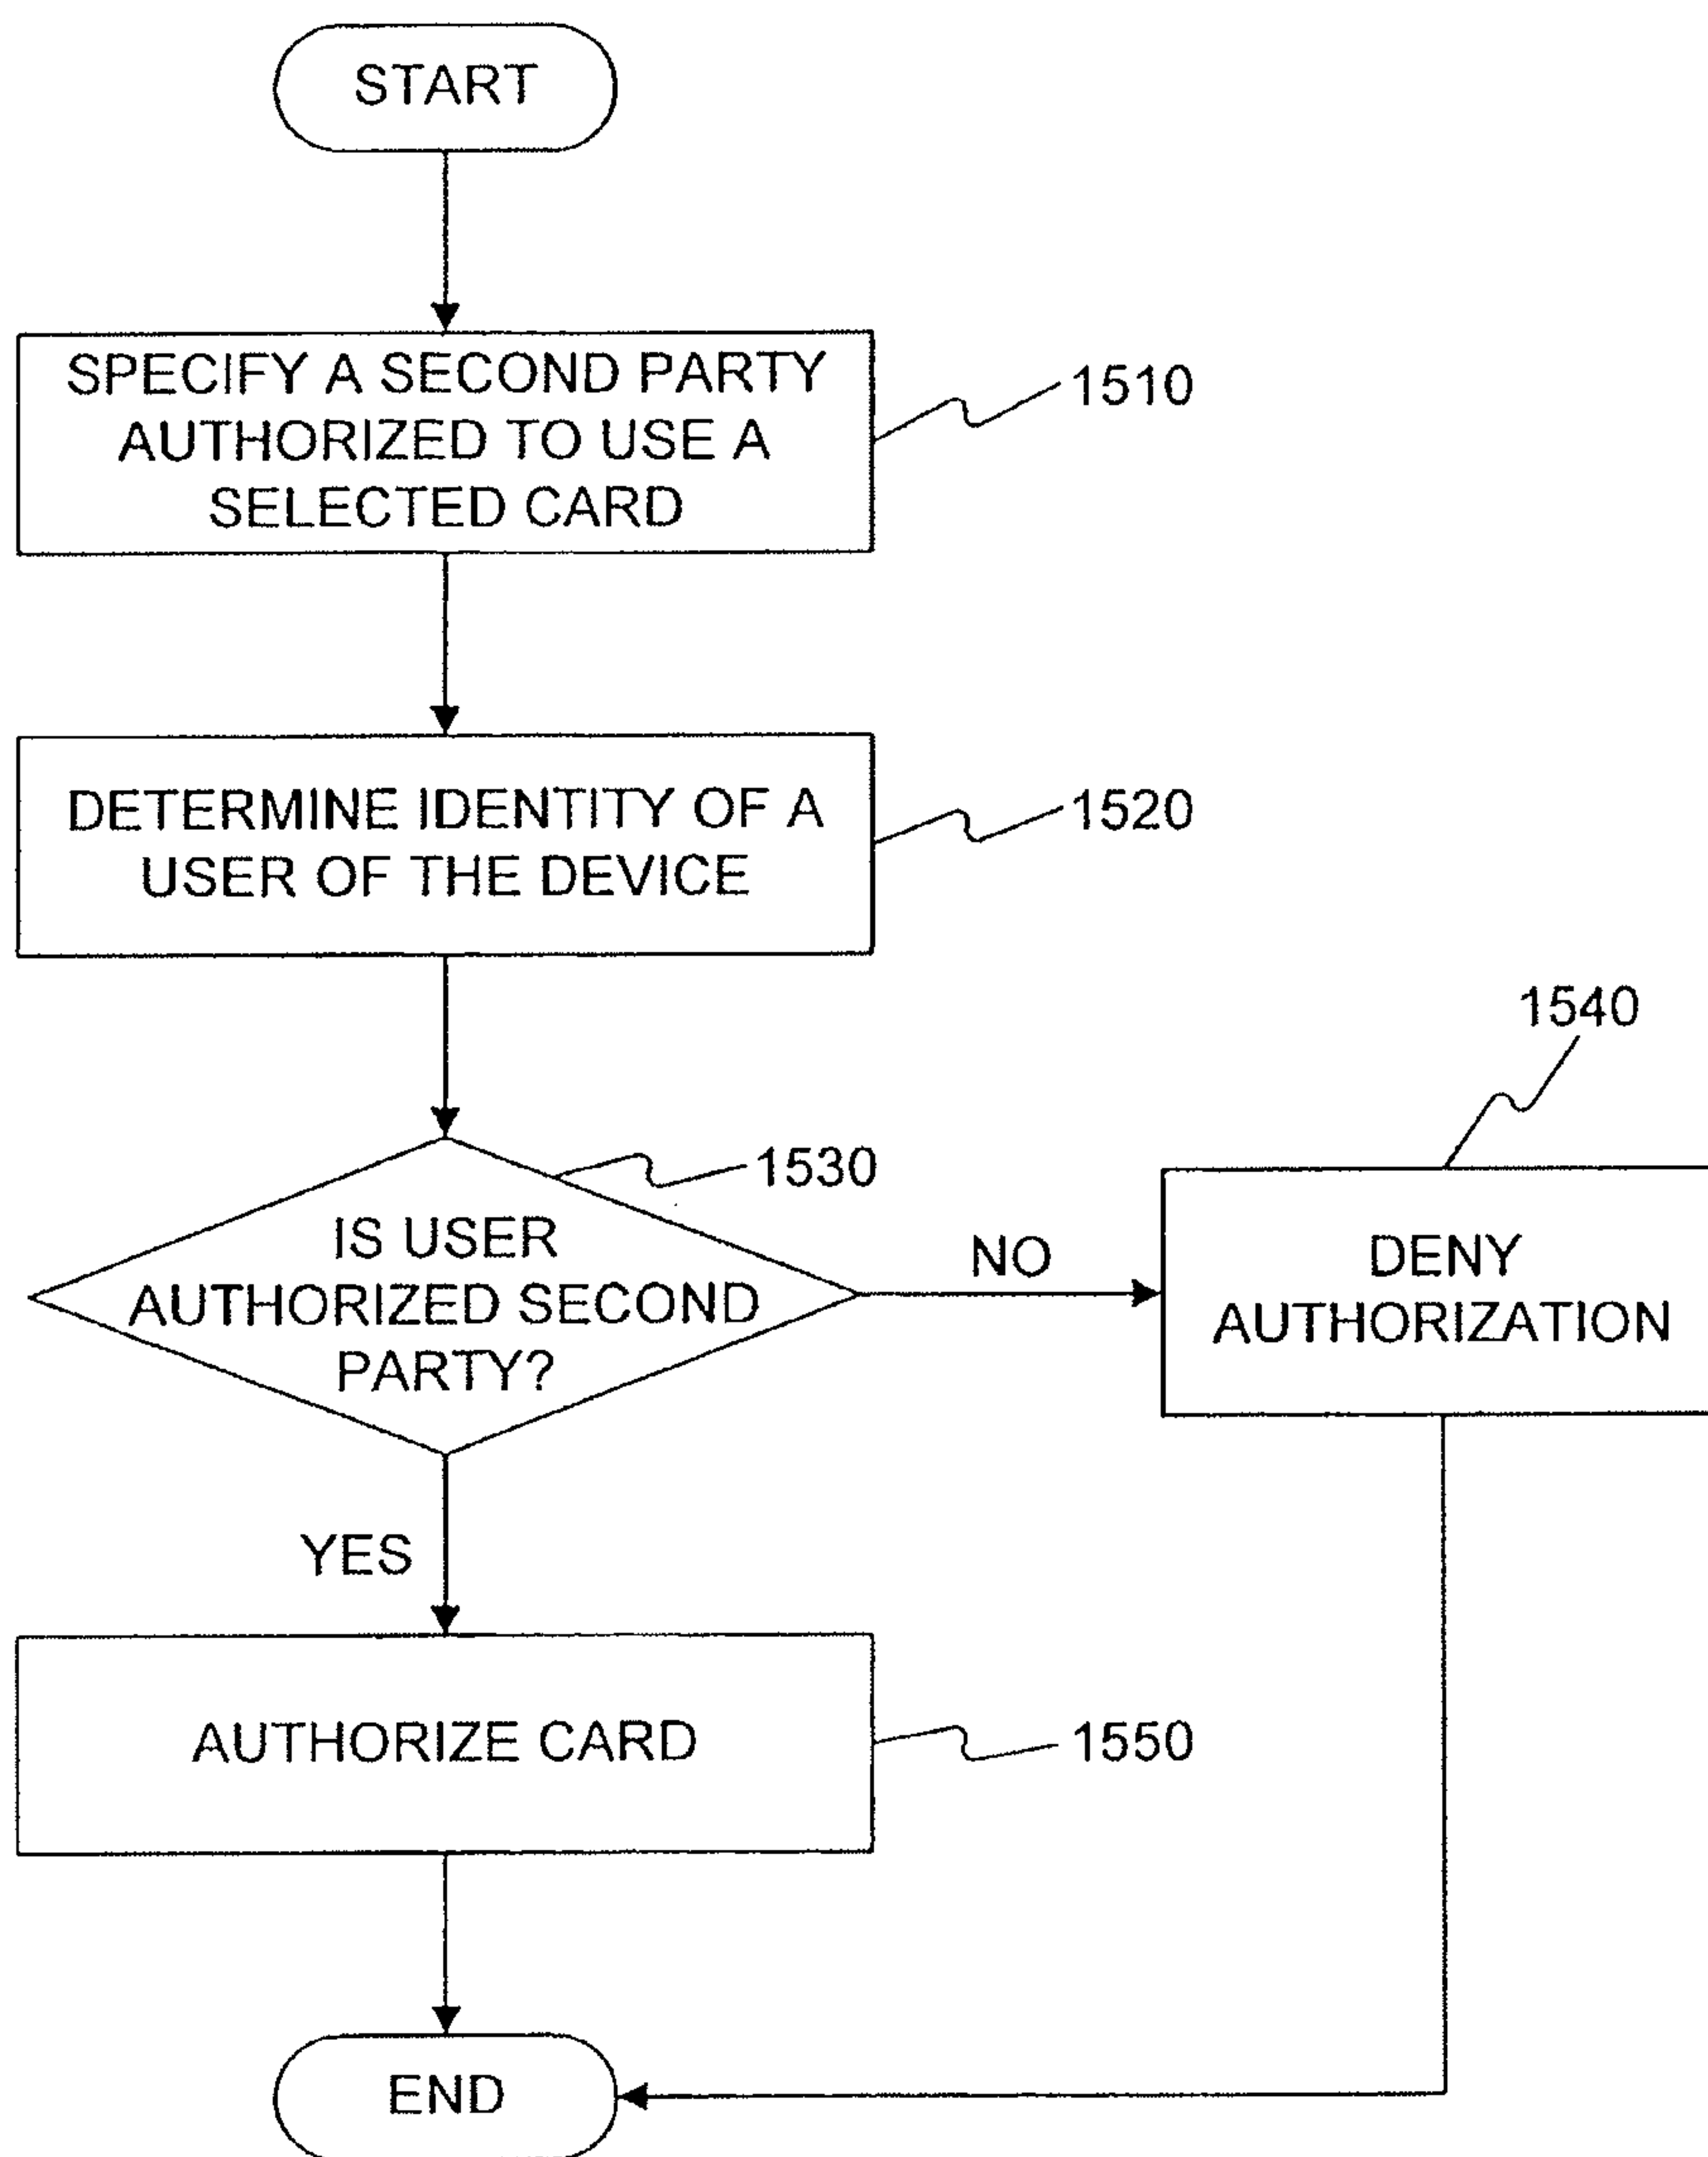 START
SPECIFY A SECOND PARTY
AUTHORIZED TO USE A
SELECTED CARD
1510
DETERMINE IDENTITY OF A
USER OF THE DEVICE
1520
1530
IS USER
AUTHORIZED SECOND
PARTY?
NO
1540
DENY
AUTHORIZATION
YES
AUTHORIZE CARD
1550
END